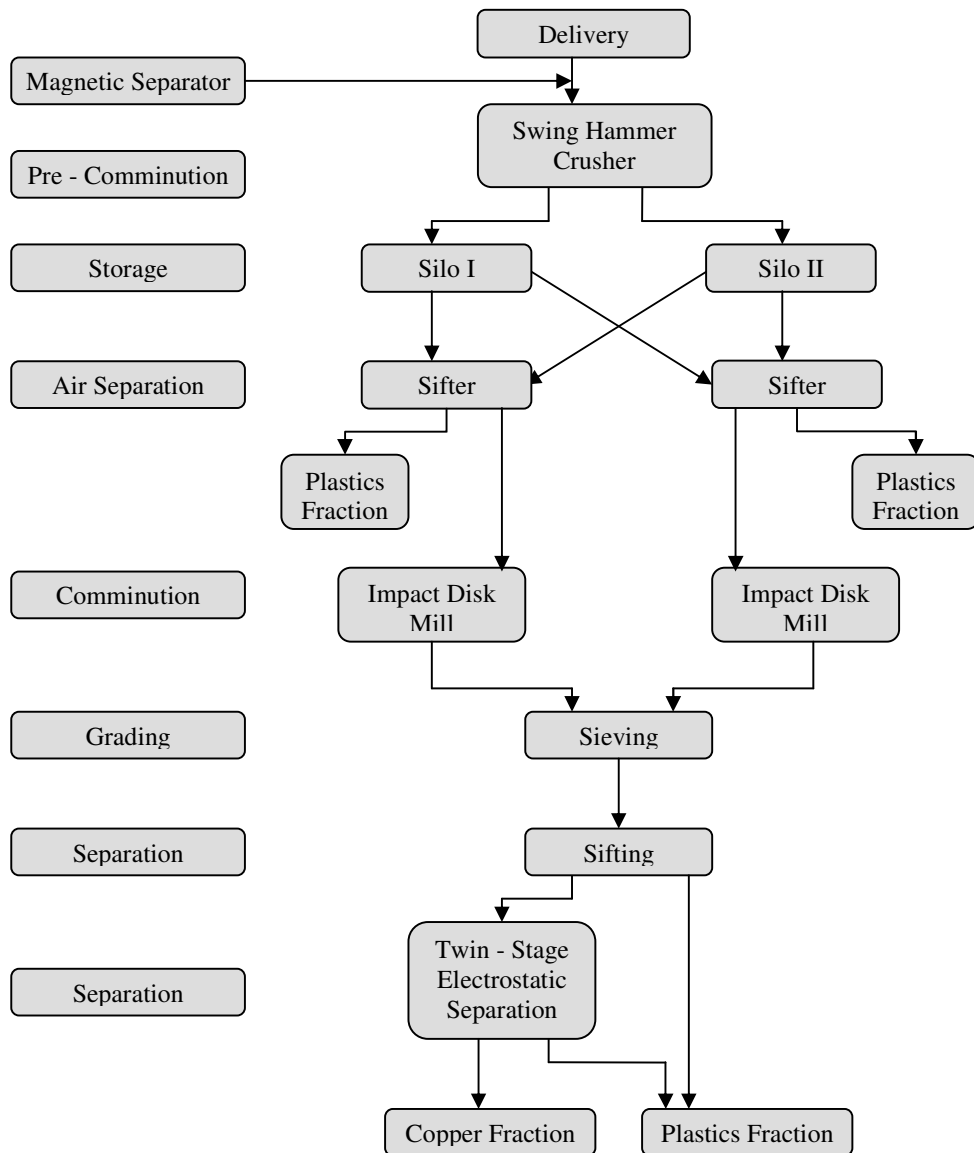 Delivery
Magnetic Separator
Swing Hammer
Crusher
Pre - Comminution
Storage
Silo I
Silo II
Air Separation
Sifter
Sifter
Plastics
Fraction
Plastics
Fraction
Comminution
Impact Disk
Mill
Impact Disk
Mill
Grading
Sieving
Separation
Sifting
Twin - Stage
Electrostatic
Separation
Separation
Copper Fraction
Plastics Fraction